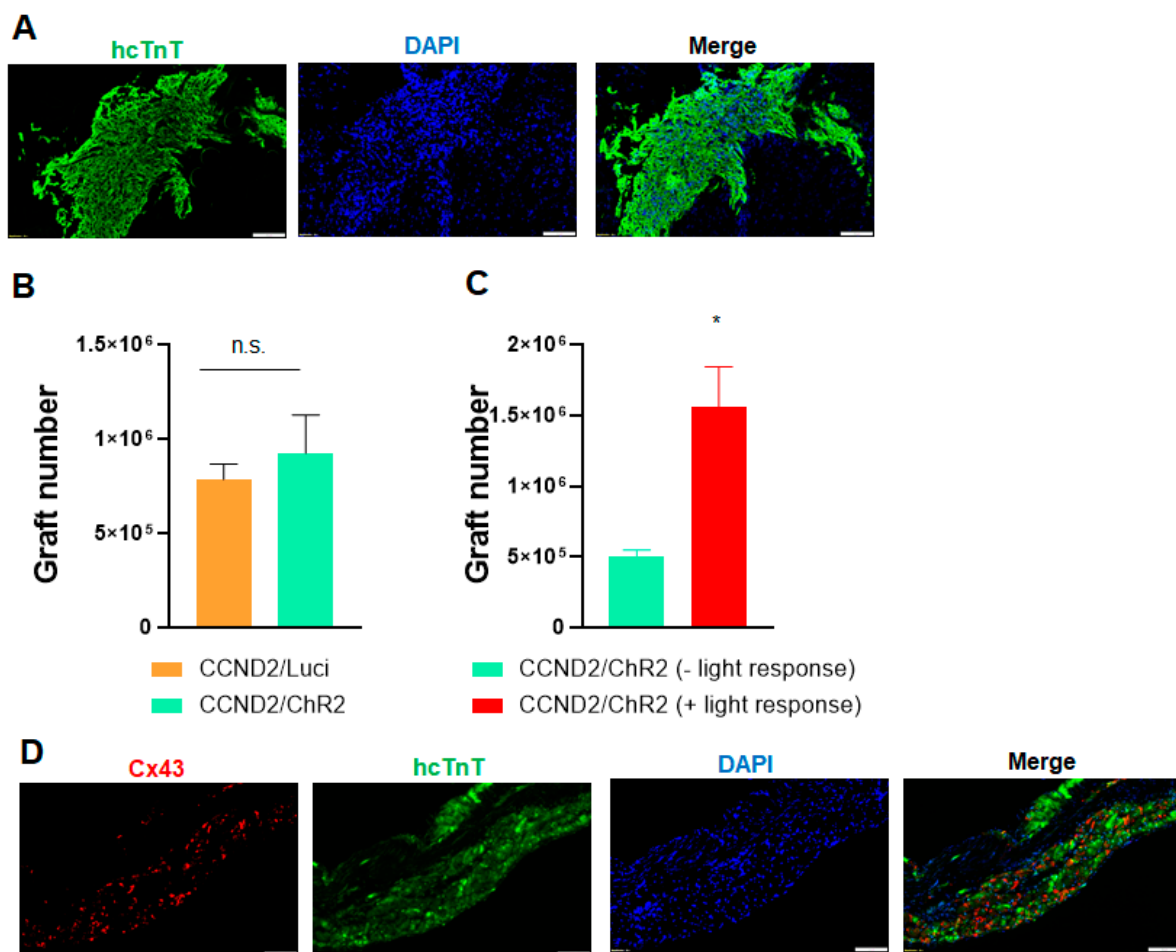 A
hcTnT DAPI Merge
B
C
1.5×10⁶
1×10⁶
5×10⁵
0
Graft number
n.s.
2×10⁶
1.5×10⁶
1×10⁶
5×10⁵
0
Graft number
*
CCND2/Luci
CCND2/ChR2
CCND2/ChR2 (- light response)
CCND2/ChR2 (+ light response)
D
Cx43 hcTnT DAPI Merge